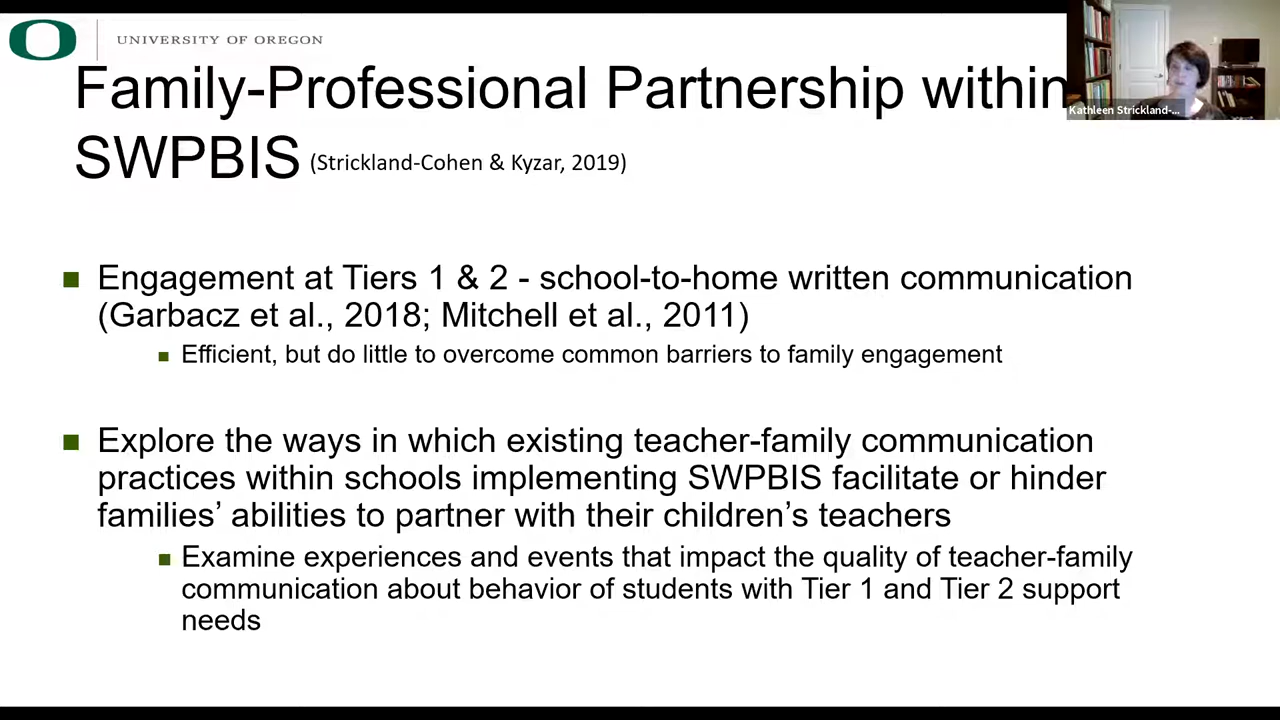 UNIVERSITY OF OREGON
Family-Professional Partnership within
SWPBIS (Strickland-Cohen & Kyzar, 2019)
Kathleen Strickland-...
■ Engagement at Tiers 1 & 2 - school-to-home written communication
(Garbacz et al., 2018; Mitchell et al., 2011)
■ Efficient, but do little to overcome common barriers to family engagement
■ Explore the ways in which existing teacher-family communication
practices within schools implementing SWPBIS facilitate or hinder
families’ abilities to partner with their children’s teachers
■ Examine experiences and events that impact the quality of teacher-family
communication about behavior of students with Tier 1 and Tier 2 support
needs